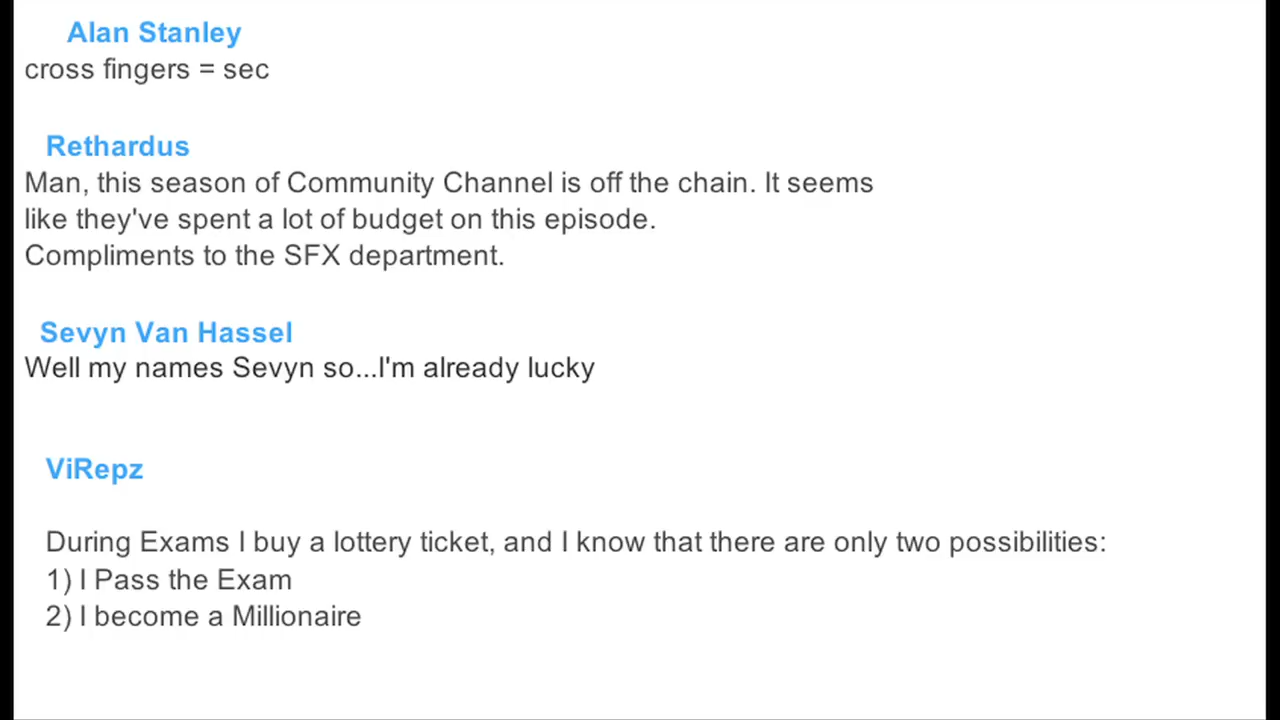 Alan Stanley
cross fingers = sec
Rethardus
Man, this season of Community Channel is off the chain. It seems
like they've spent a lot of budget on this episode.
Compliments to the SFX department.
Sevyn Van Hassel
Well my names Sevyn so...I'm already lucky
ViRepz
During Exams I buy a lottery ticket, and I know that there are only two possibilities:
1) I Pass the Exam
2) I become a Millionaire